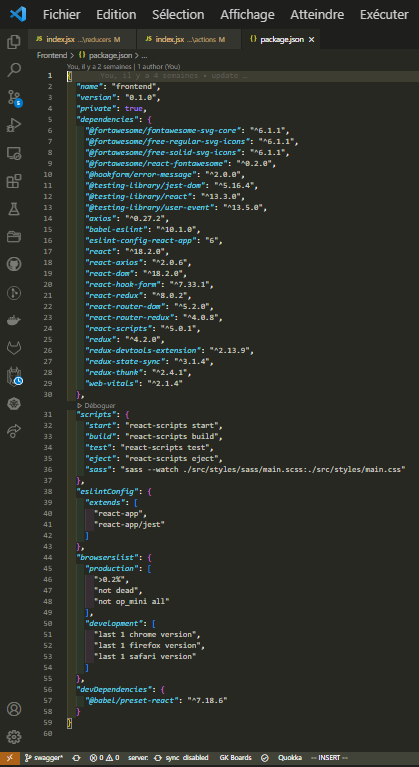 Fichier Edition Sélection Affichage Atteindre Exécuter
index.jsx ...\reducers index.jsx ...\actions package.json
Frontend > package.json > ...
You, il y a 2 semaines | 1 author (You)
1 { You, il y a 4 semaines • update ...
2 "name": "frontend",
3 "version": "0.1.0",
4 "private": true,
5 "dependencies": {
6 "@fortawesome/fontawesome-svg-core": "^6.1.1",
7 "@fortawesome/free-regular-svg-icons": "^6.1.1",
8 "@fortawesome/free-solid-svg-icons": "^6.1.1",
9 "@fortawesome/react-fontawesome": "^0.2.0",
10 "@hookform/error-message": "^2.0.0",
11 "@testing-library/jest-dom": "^5.16.4",
12 "@testing-library/react": "^13.3.0",
13 "@testing-library/user-event": "^13.5.0",
14 "axios": "^0.27.2",
15 "babel-eslint": "^10.1.0",
16 "eslint-config-react-app": "6",
17 "react": "^18.2.0",
18 "react-axios": "^2.0.6",
19 "react-dom": "^18.2.0",
20 "react-hook-form": "^7.33.1",
21 "react-redux": "^8.0.2",
22 "react-router-dom": "^5.2.0",
23 "react-router-redux": "^4.0.8",
24 "react-scripts": "^5.0.1",
25 "redux": "^4.2.0",
26 "redux-devtools-extension": "^2.13.9",
27 "redux-state-sync": "^3.1.4",
28 "redux-thunk": "^2.4.1",
29 "web-vitals": "^2.1.4"
30 },
Déboguer
31 "scripts": {
32 "start": "react-scripts start",
33 "build": "react-scripts build",
34 "test": "react-scripts test",
35 "eject": "react-scripts eject",
36 "sass": "sass --watch ./src/styles/sass/main.scss:./src/styles/main.css"
37 },
38 "eslintConfig": {
39 "extends": [
40 "react-app",
41 "react-app/jest"
42 ]
43 },
44 "browserslist": {
45 "production": [
46 ">0.2%",
47 "not dead",
48 "not op_mini all"
49 ],
50 "development": [
51 "last 1 chrome version",
52 "last 1 firefox version",
53 "last 1 safari version"
54 ]
55 },
56 "devDependencies": {
57 "@babel/preset-react": "^7.18.6"
58 }
59 }
60
swagger* 0 0 server: sync disabled GK Boards Quokka -- INSERT --